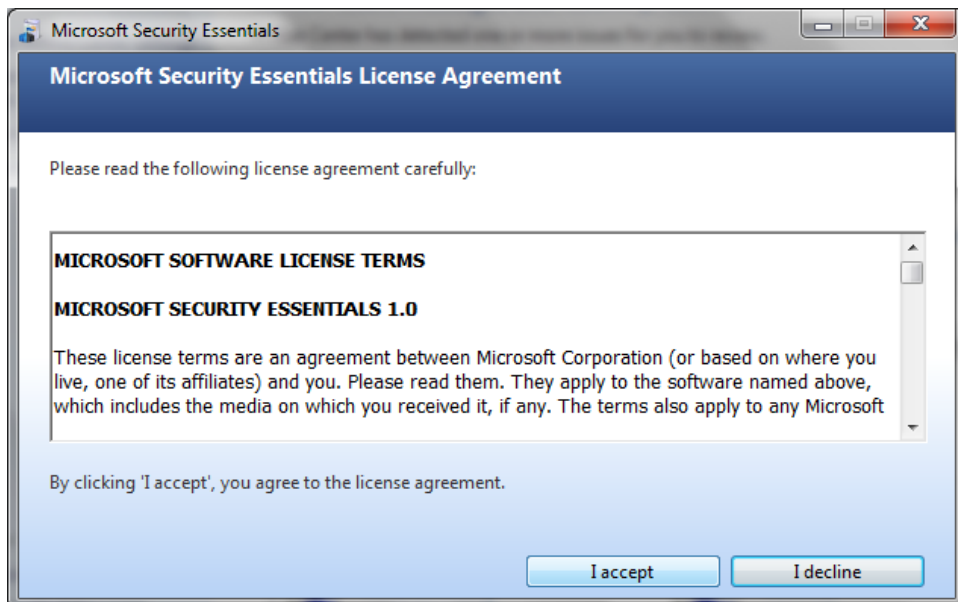 Microsoft Security Essentials
Microsoft Security Essentials License Agreement
Please read the following license agreement carefully:
MICROSOFT SOFTWARE LICENSE TERMS
MICROSOFT SECURITY ESSENTIALS 1.0
These license terms are an agreement between Microsoft Corporation (or based on where you
live, one of its affiliates) and you. Please read them. They apply to the software named above,
which includes the media on which you received it, if any. The terms also apply to any Microsoft
By clicking 'I accept', you agree to the license agreement.
I accept
I decline